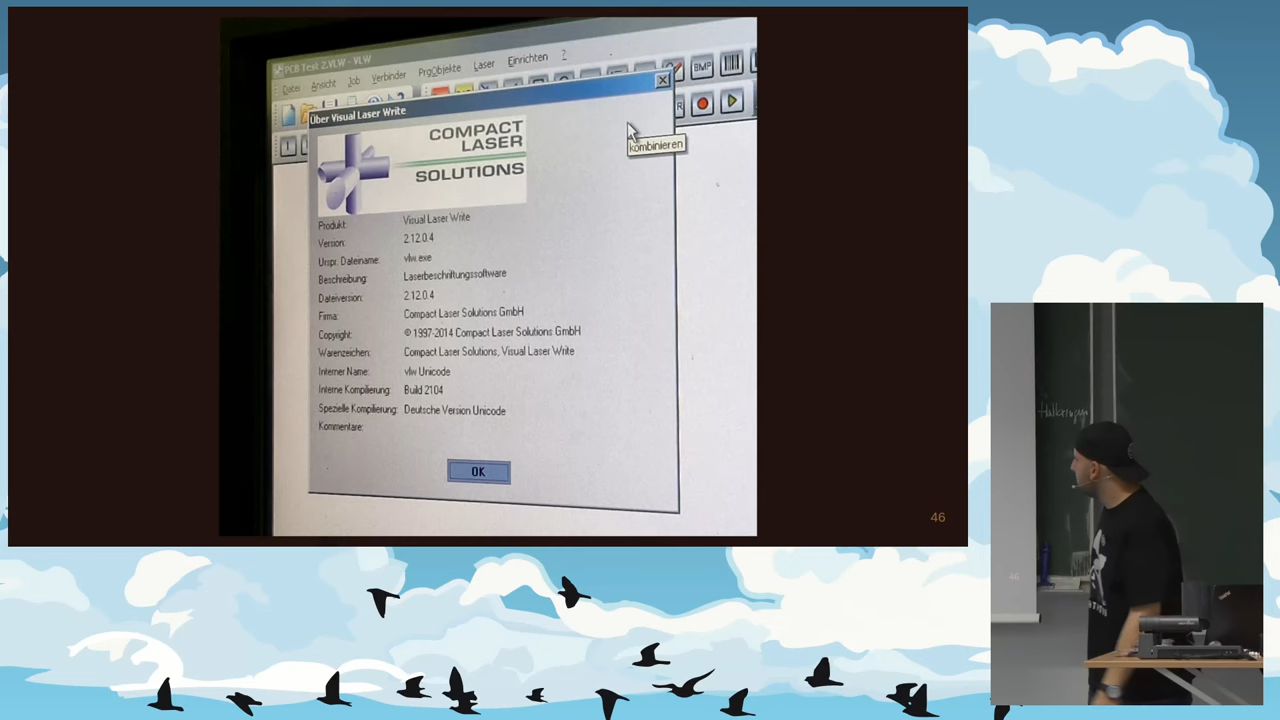 PCB Test 2.VLW - VLW
Datei Ansicht Job Verbinder PrgObjekte Laser Einrichten ?
BMP
Über Visual Laser Write
kombinieren
COMPACT
LASER
SOLUTIONS
Produkt: Visual Laser Write
Version: 2.12.0.4
Urspr. Dateiname: vlw.exe
Beschreibung: Laserbeschriftungssoftware
Dateiversion: 2.12.0.4
Firma: Compact Laser Solutions GmbH
Copyright: © 1997-2014 Compact Laser Solutions GmbH
Warenzeichen: Compact Laser Solutions, Visual Laser Write
Interner Name: vlw Unicode
Interne Kompilierung: Build 2104
Spezielle Kompilierung: Deutsche Version Unicode
Kommentare:
OK
46
46